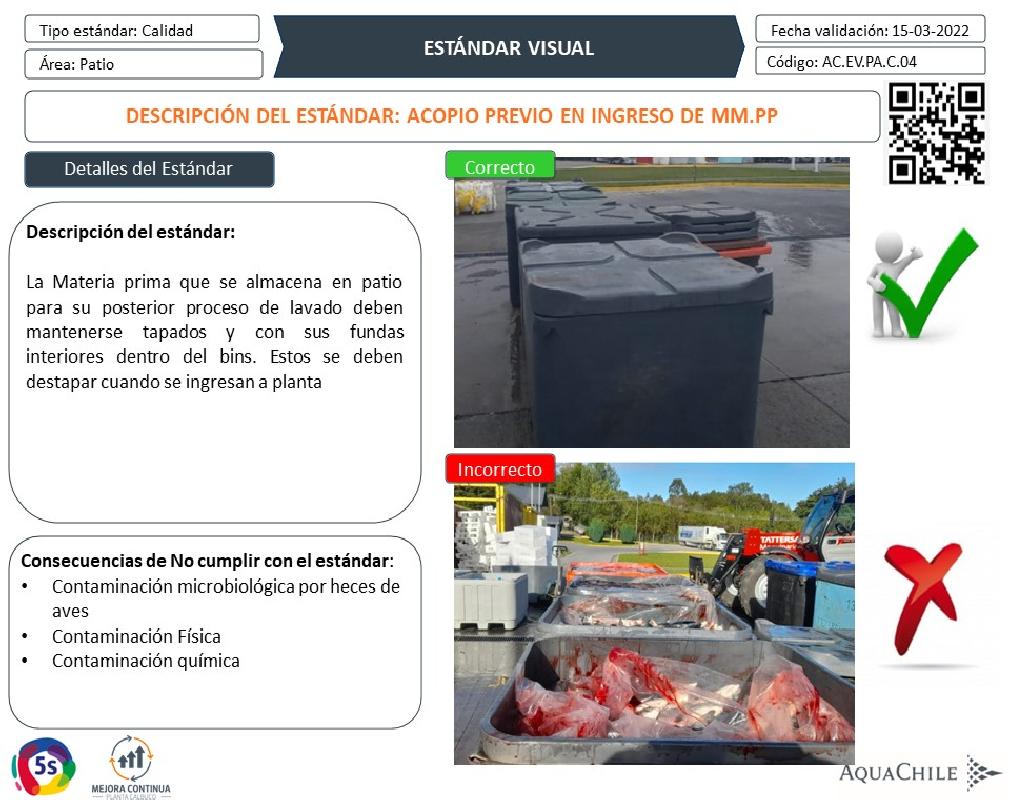 Tipo estándar: Calidad
Área: Patio
ESTÁNDAR VISUAL
Fecha validación: 15-03-2022
Código: AC.EV.PA.C.04
DESCRIPCIÓN DEL ESTÁNDAR: ACOPIO PREVIO EN INGRESO DE MM.PP
Detalles del Estándar
Descripción del estándar:
La Materia prima que se almacena en patio
para su posterior proceso de lavado deben
mantenerse tapados y con sus fundas
interiores dentro del bins. Estos se deben
destapar cuando se ingresan a planta
Consecuencias de No cumplir con el estándar:
• Contaminación microbiológica por heces de
aves
• Contaminación Física
• Contaminación química
Correcto
Incorrecto
TATTERSA
5s
MEJORA CONTINUA
PLANTA CALBUCO
AQUACHILE